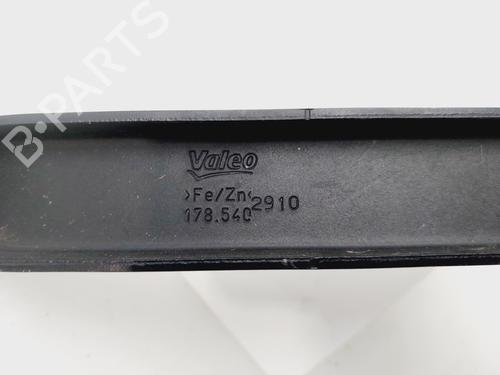 B-PARTS
Valeo
>Fe/Zn<
178.540 2910